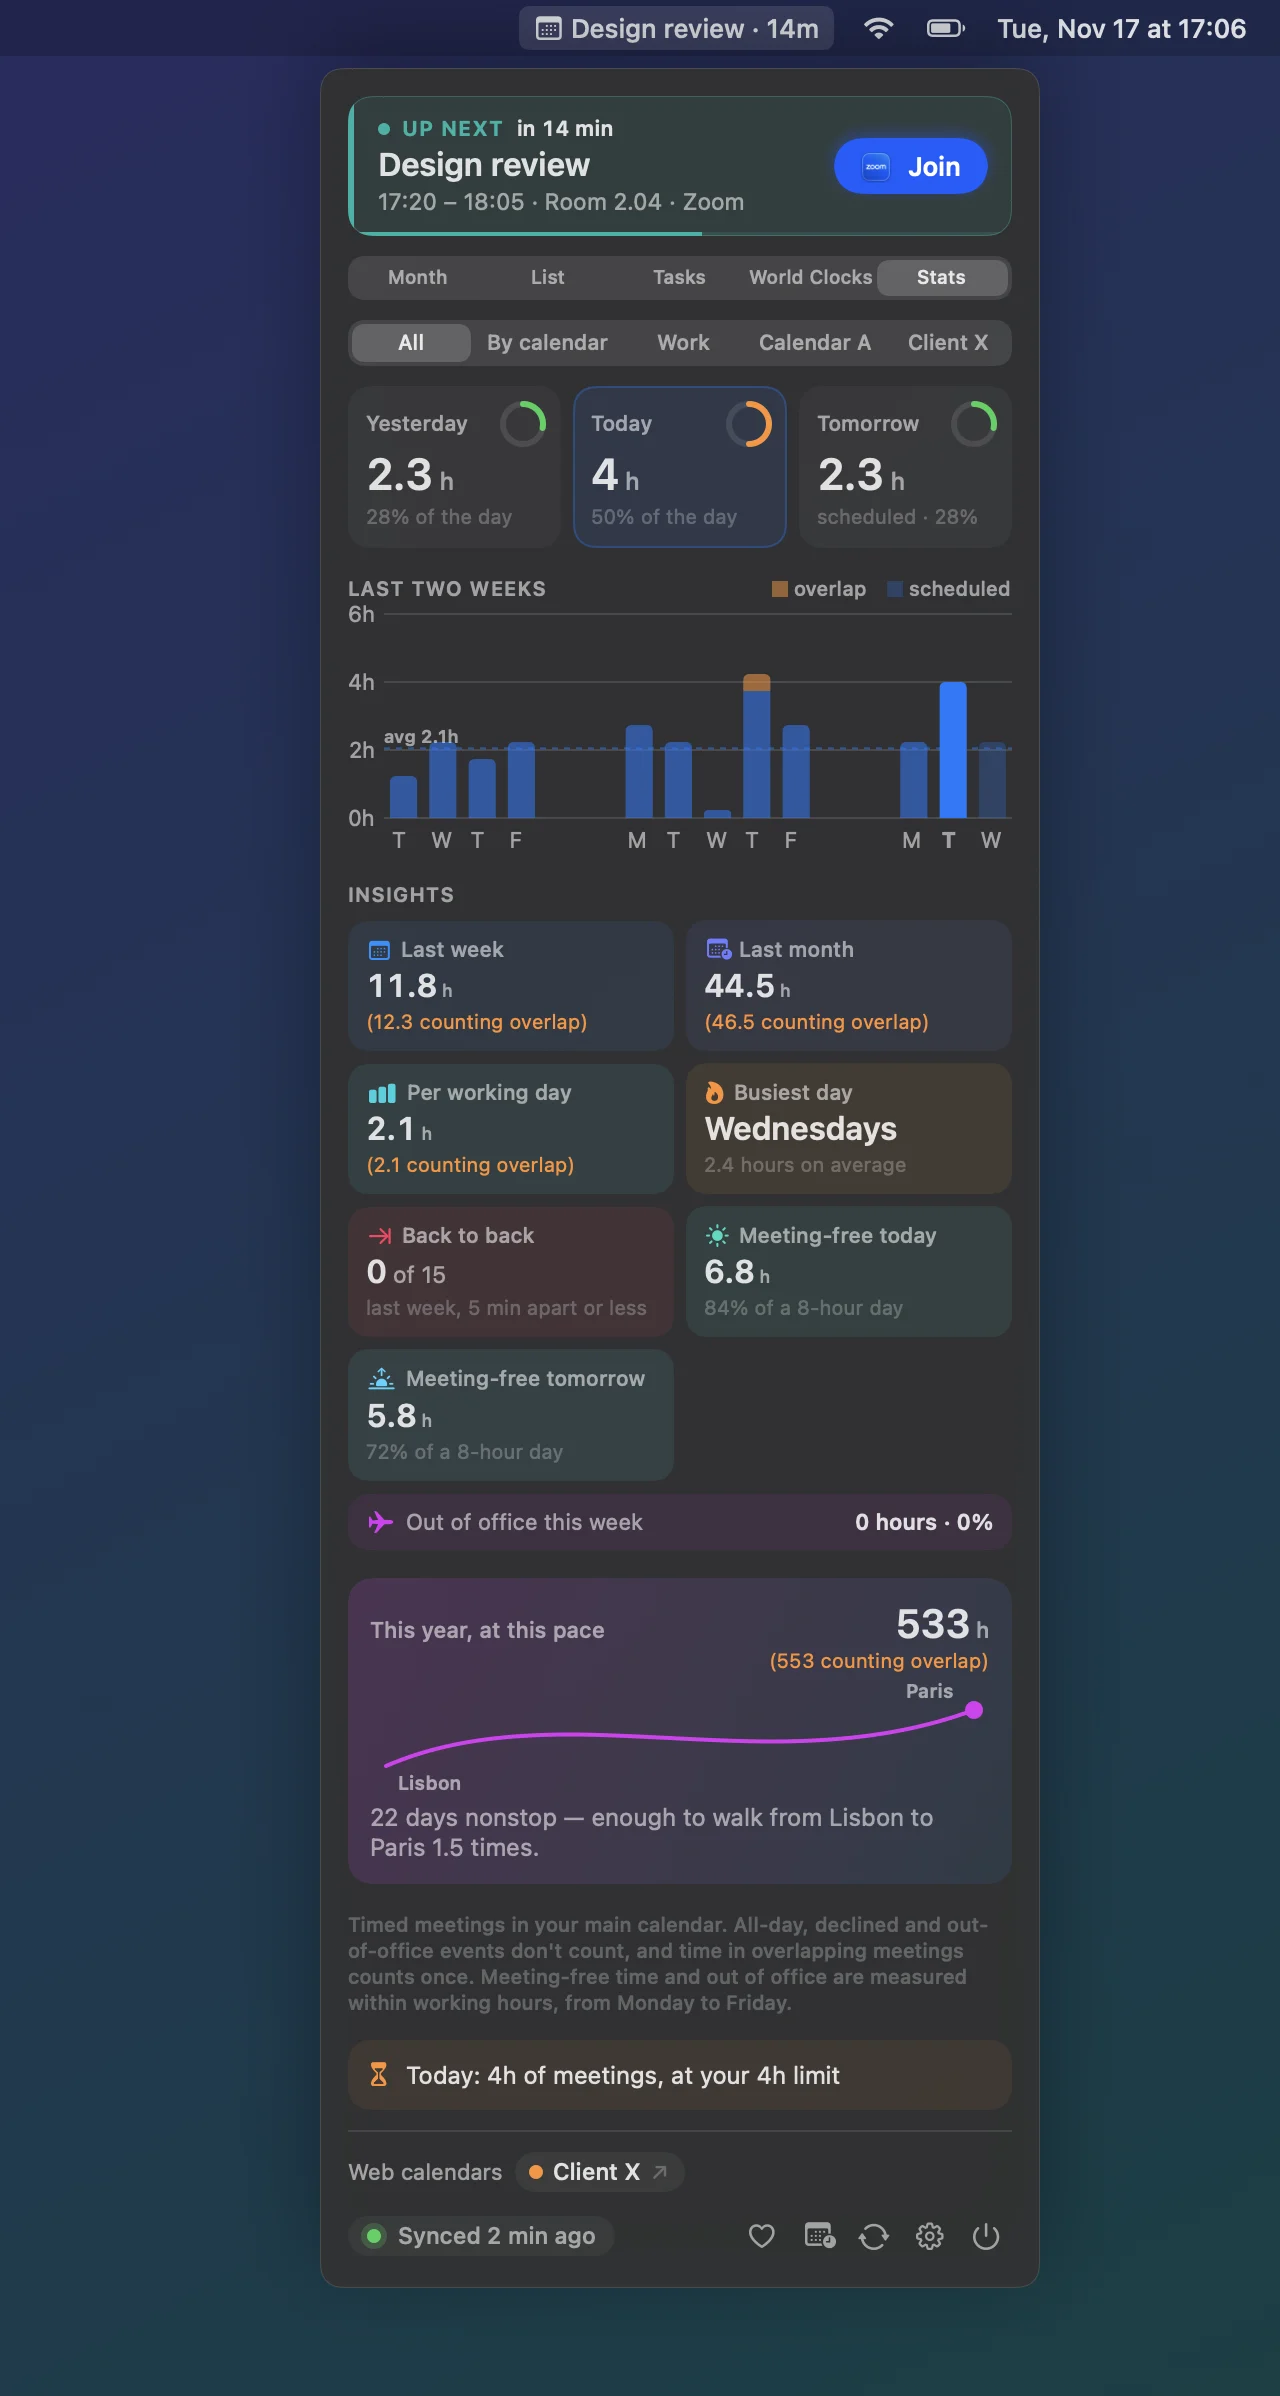 Design review · 14m
Tue, Nov 17 at 17:06
UP NEXT in 14 min
Design review
17:20 – 18:05 · Room 2.04 · Zoom
zoom
Join
Month
List
Tasks
World Clocks
Stats
All
By calendar
Work
Calendar A
Client X
Yesterday
2.3 h
28% of the day
Today
4 h
50% of the day
Tomorrow
2.3 h
scheduled · 28%
LAST TWO WEEKS
overlap
scheduled
6h
4h
avg 2.1h
2h
0h
T W T F M T W T F M T W
INSIGHTS
Last week
11.8 h
(12.3 counting overlap)
Last month
44.5 h
(46.5 counting overlap)
Per working day
2.1 h
(2.1 counting overlap)
Busiest day
Wednesdays
2.4 hours on average
Back to back
0 of 15
last week, 5 min apart or less
Meeting-free today
6.8 h
84% of a 8-hour day
Meeting-free tomorrow
5.8 h
72% of a 8-hour day
Out of office this week
0 hours · 0%
This year, at this pace
533 h
(553 counting overlap)
Paris
Lisbon
22 days nonstop — enough to walk from Lisbon to
Paris 1.5 times.
Timed meetings in your main calendar. All-day, declined and out-
of-office events don't count, and time in overlapping meetings
counts once. Meeting-free time and out of office are measured
within working hours, from Monday to Friday.
Today: 4h of meetings, at your 4h limit
Web calendars
Client X
Synced 2 min ago